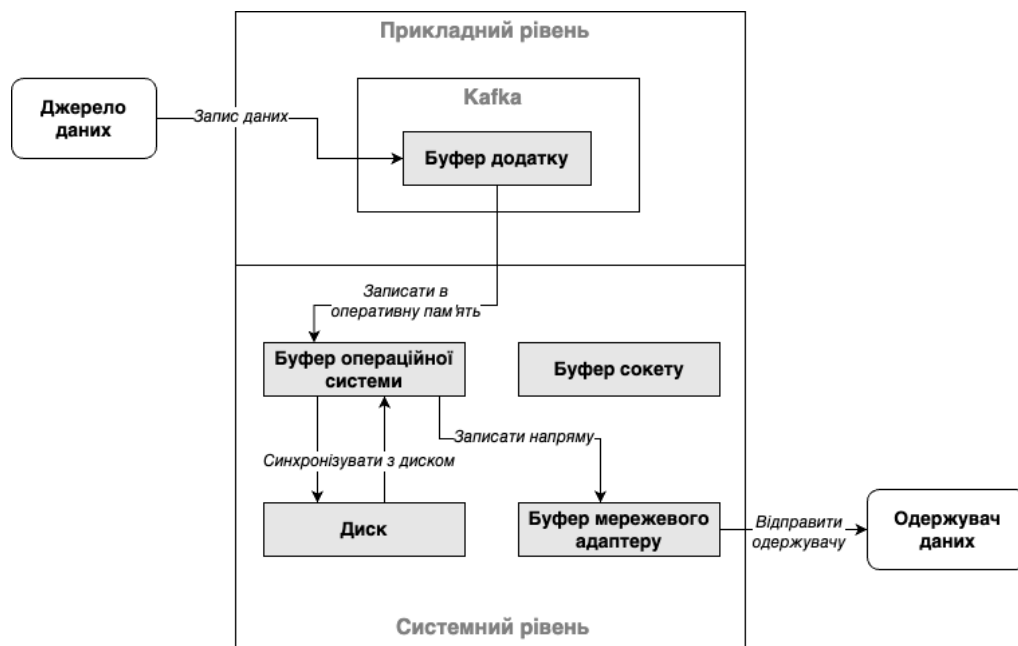 Прикладний рівень
Kafka
Джерело
даних
Запис даних
Буфер додатку
Записати в
оперативну пам'ять
Буфер операційної
системи
Буфер сокету
Записати напряму
Синхронізувати з диском
Диск
Буфер мережевого
адаптеру
Відправити
одержувачу
Одержувач
даних
Системний рівень